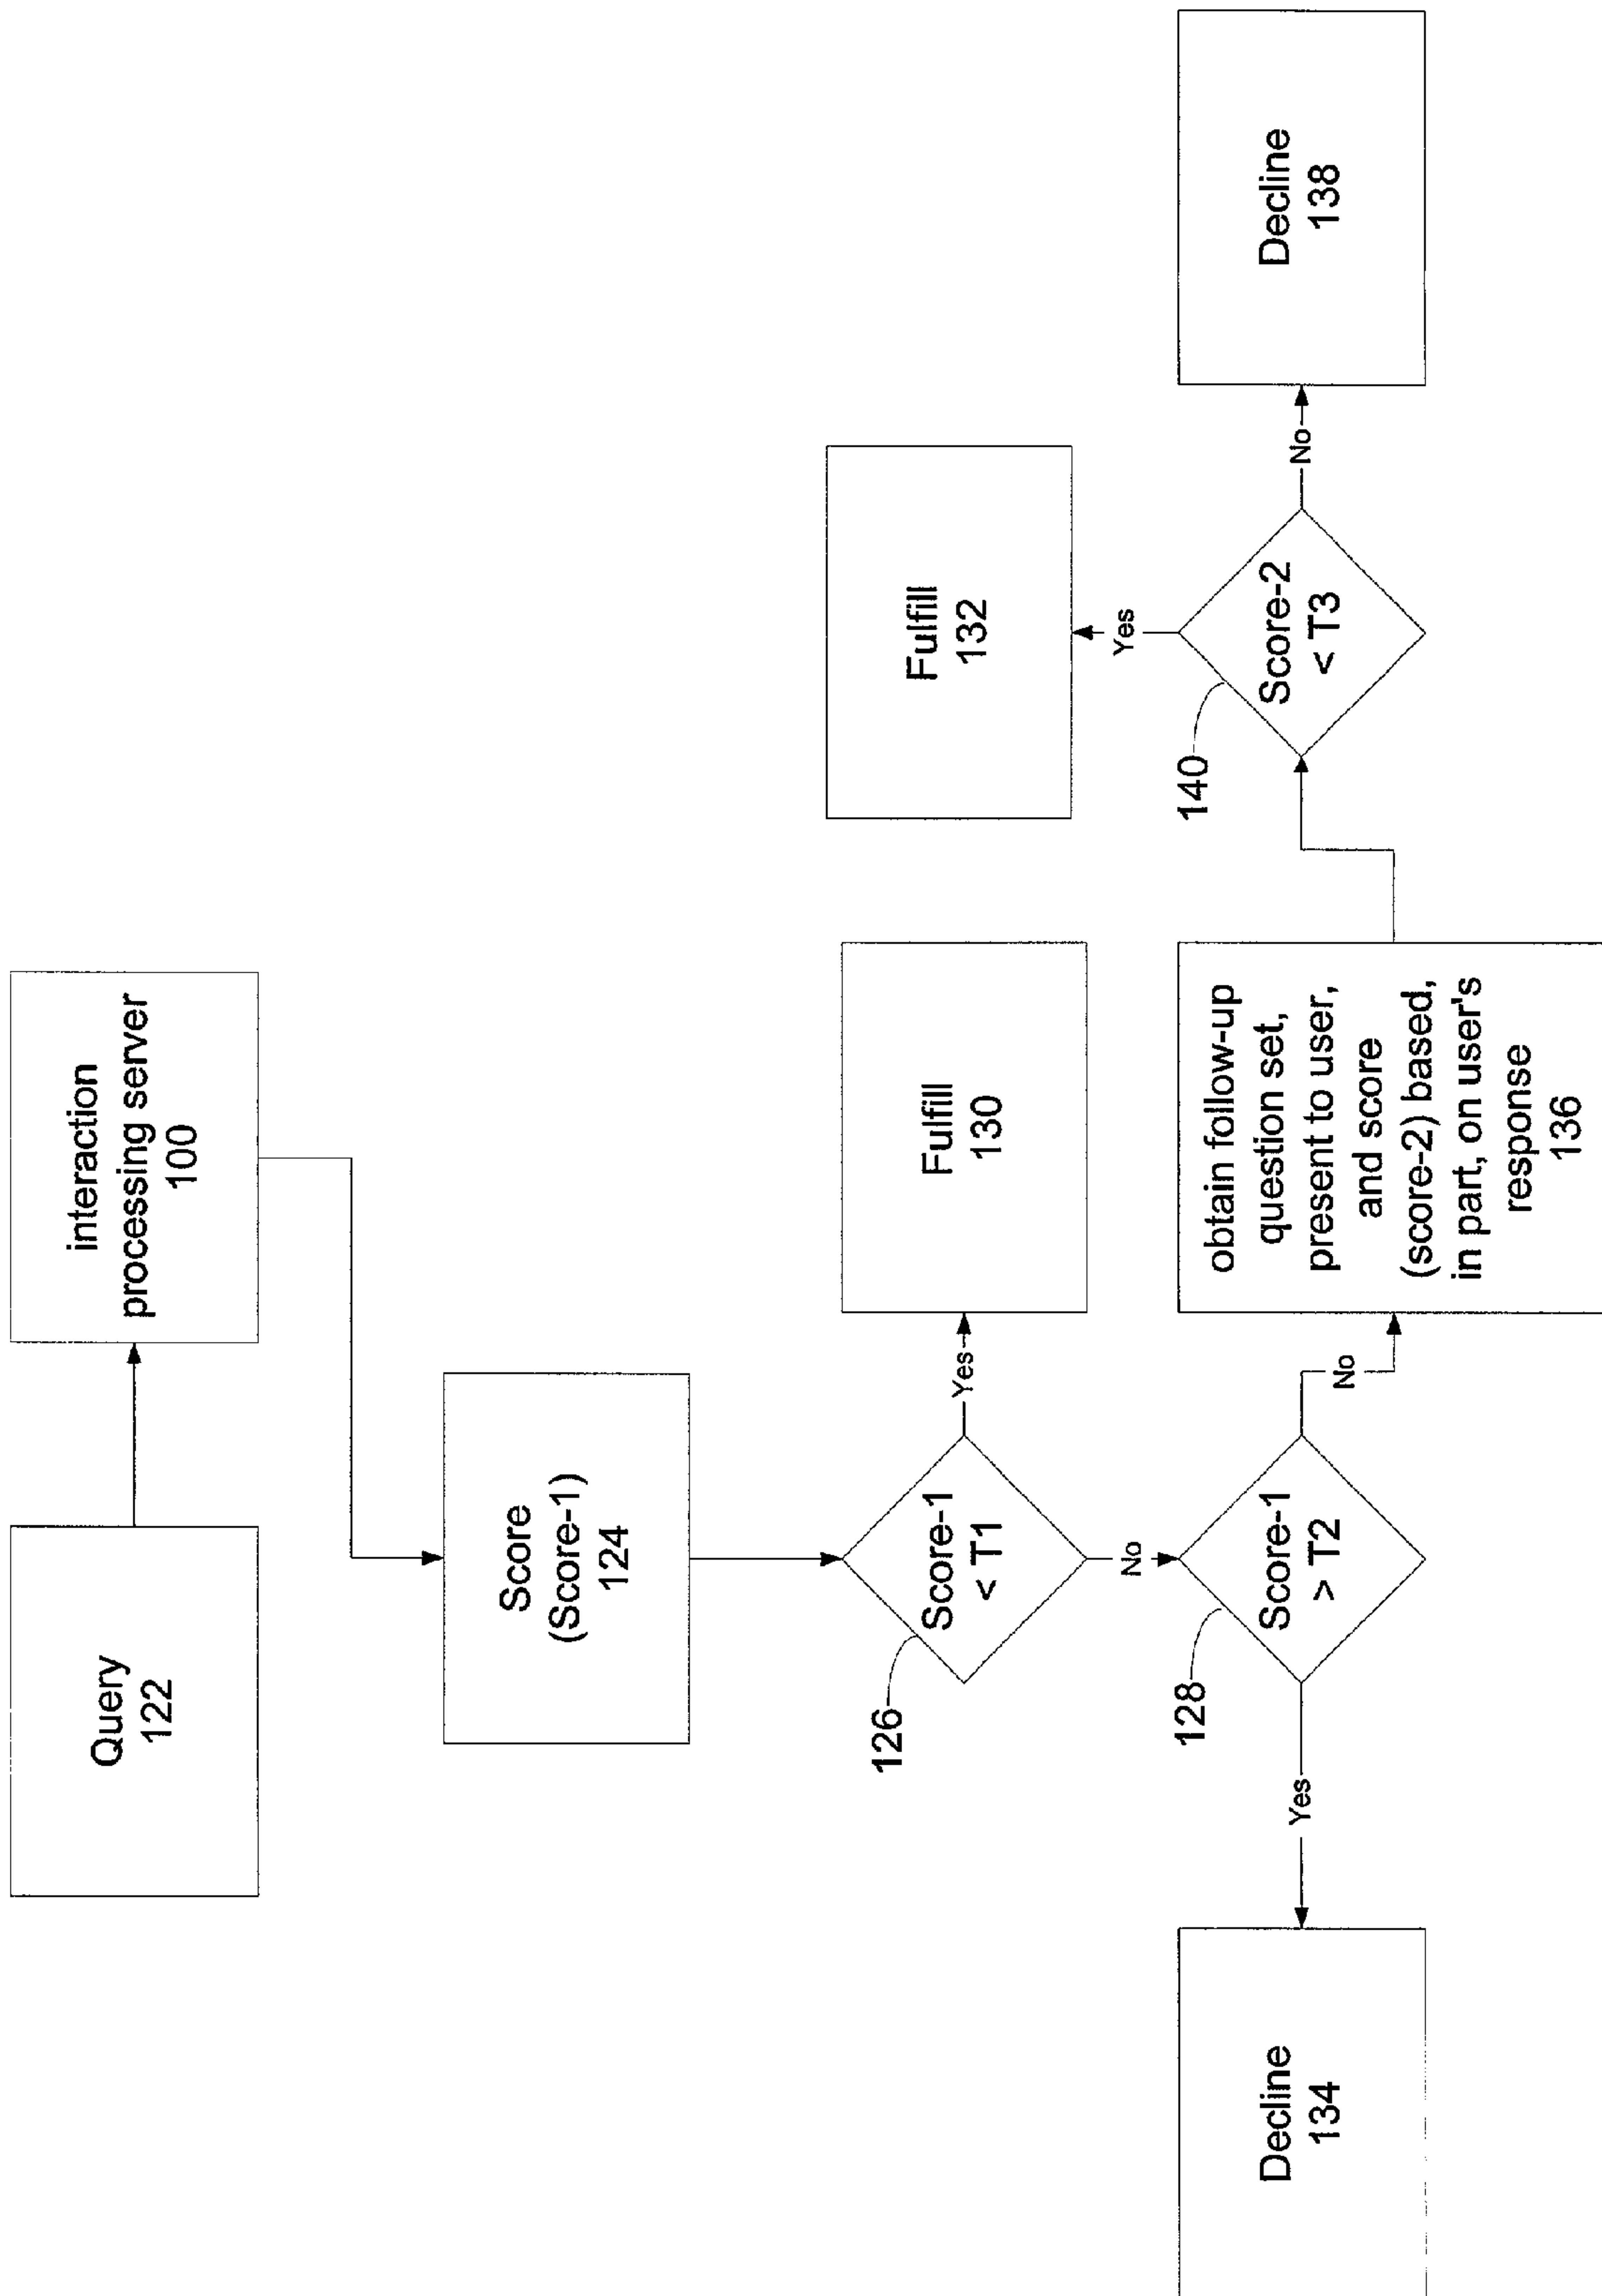 Query
122
interaction
processing server
100
Score
(Score-1)
124
126
Score-1
< T1
Yes
Fulfill
130
No
128
Score-1
> T2
Yes
Decline
134
No
obtain follow-up
question set,
present to user,
and score
(score-2) based,
in part, on user's
response
136
140
Score-2
< T3
Yes
Fulfill
132
No
Decline
138